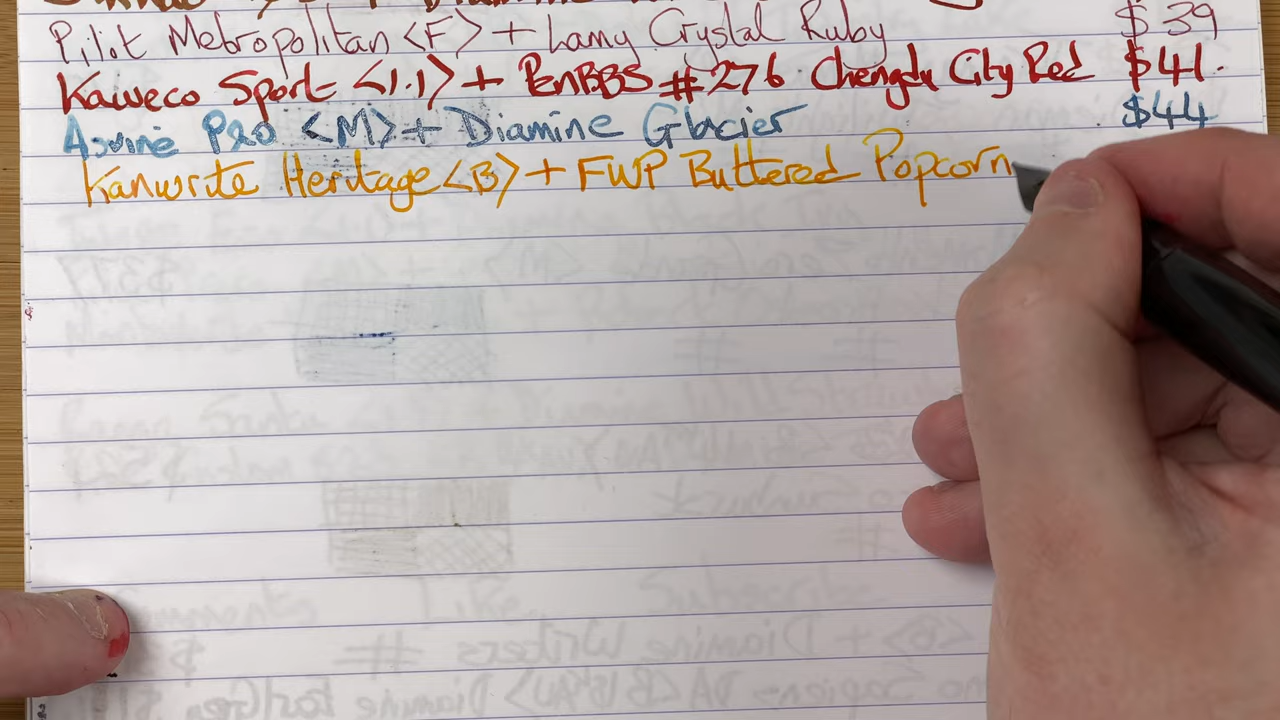 Pilot Metropolitan <F> + Lamy Crystal Ruby $39
Kaweco Sport <1.1> + PenBBS #276 Chengdu City Red $41.
Asvine P20 <M> + Diamine Glacier $44
Kanwrite Heritage <B> + FWP Buttered Popcorn